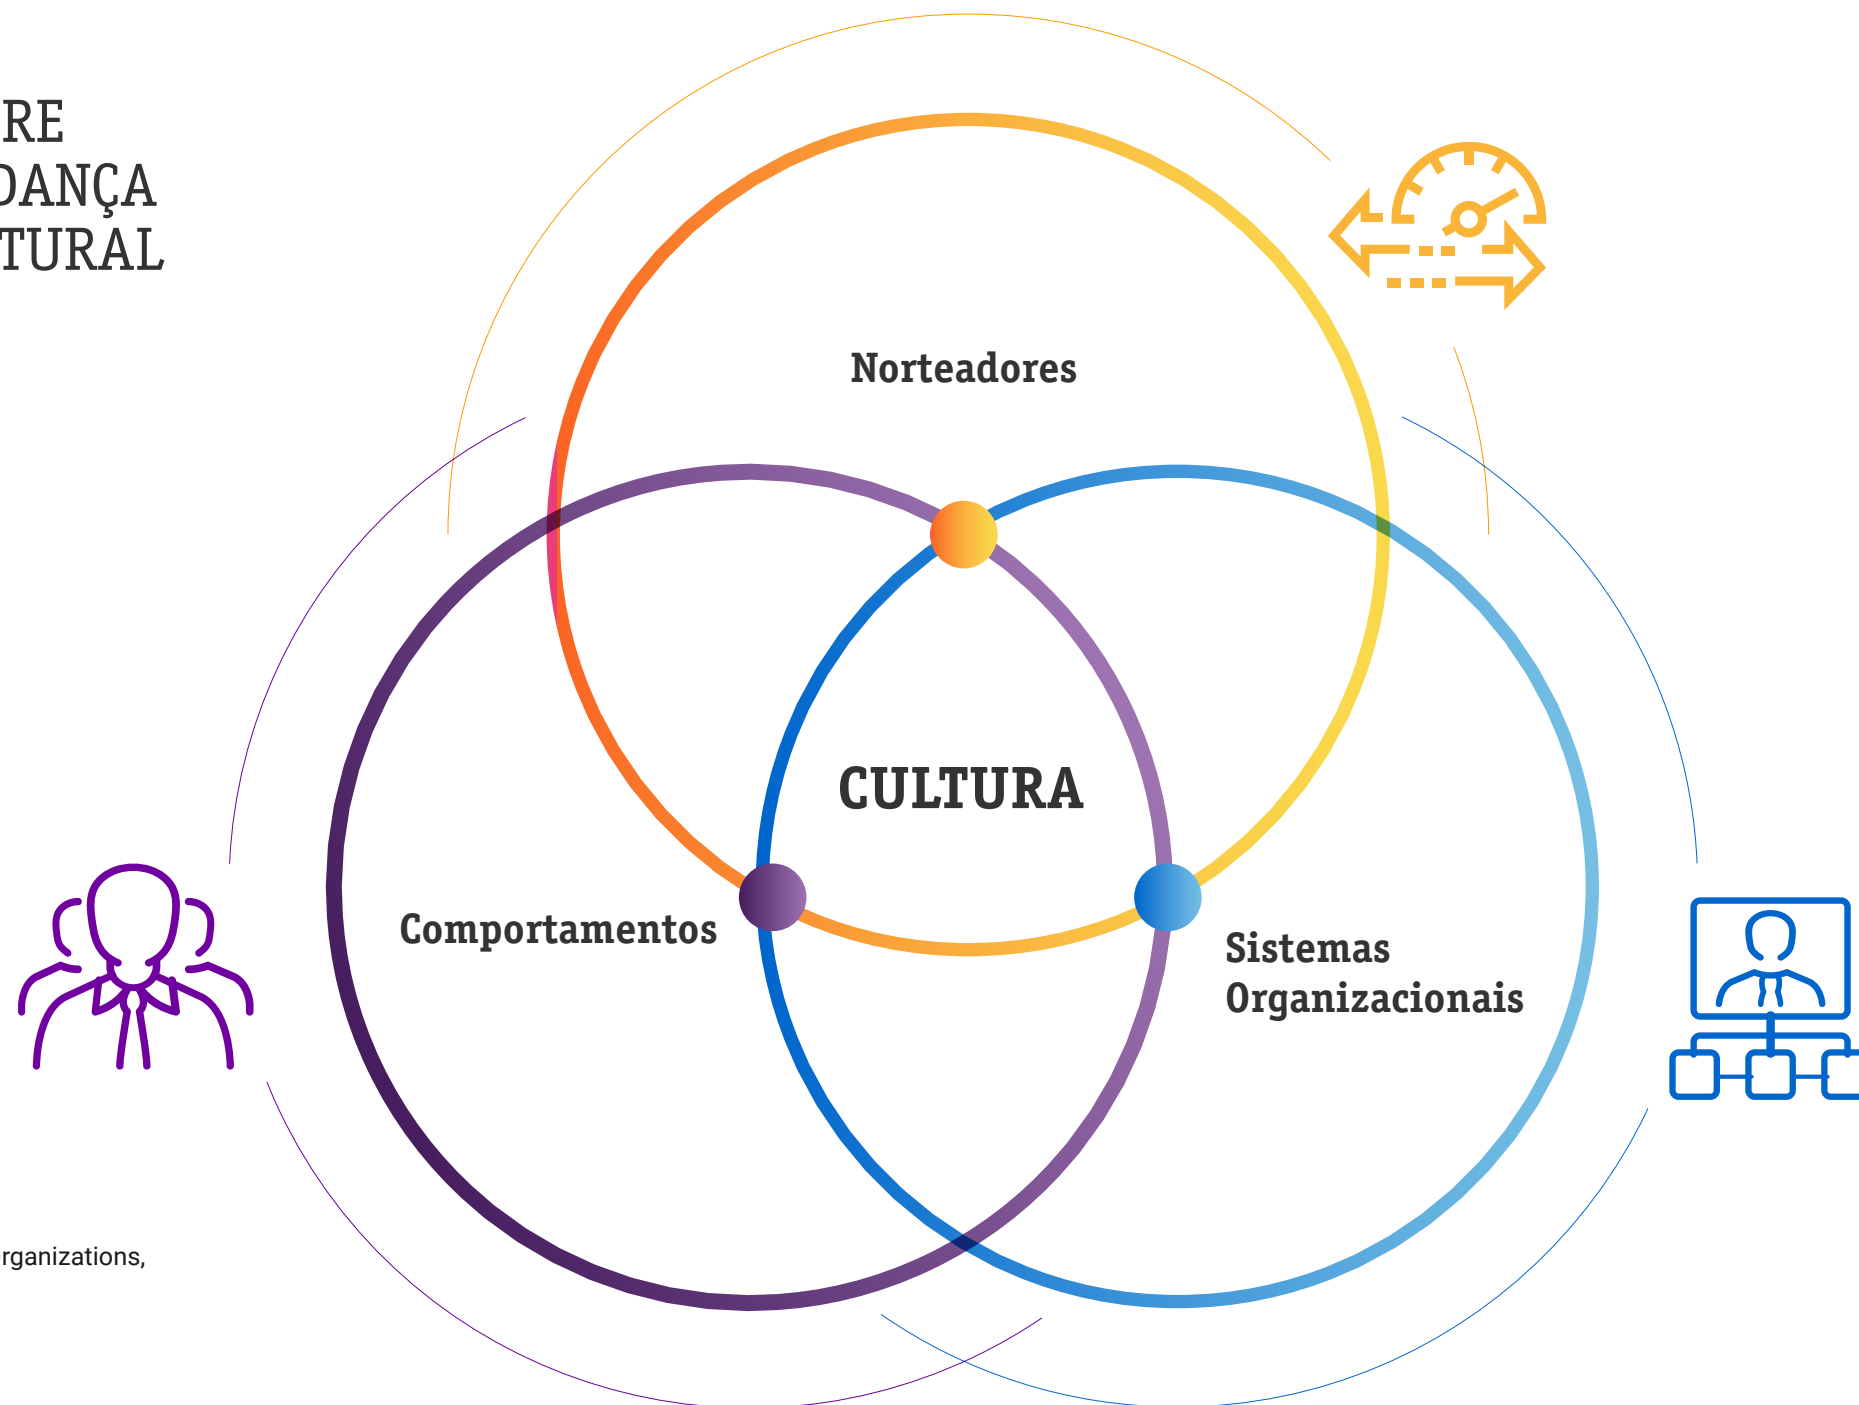 RE
DANÇA
TURAL
Norteadores
CULTURA
Comportamentos
Sistemas
Organizacionais
rganizations,